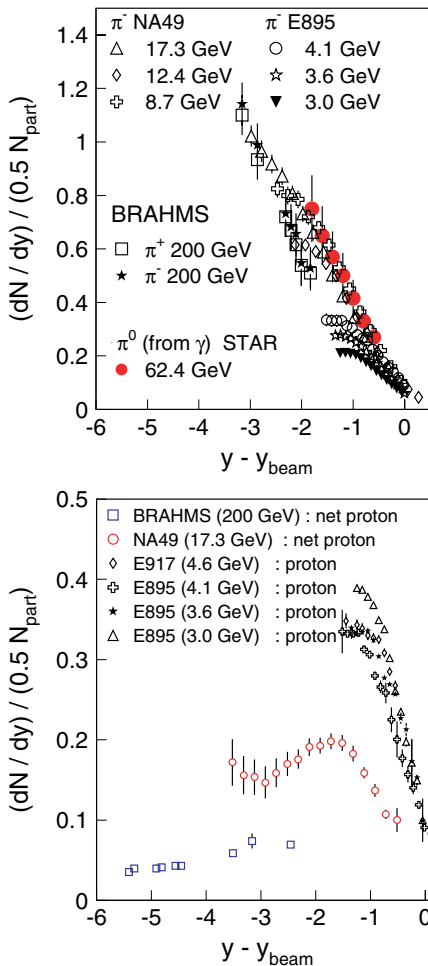 π⁻ NA49 π⁻ E895
17.3 GeV 4.1 GeV
12.4 GeV 3.6 GeV
8.7 GeV 3.0 GeV
BRAHMS
π⁺ 200 GeV
π⁻ 200 GeV
π⁰ (from γ) STAR
62.4 GeV
(dN / dy) / (0.5 N_part)
1.4
1.2
1
0.8
0.6
0.4
0.2
0
-6 -5 -4 -3 -2 -1 0
y - y_beam
BRAHMS (200 GeV) : net proton
NA49 (17.3 GeV) : net proton
E917 (4.6 GeV) : proton
E895 (4.1 GeV) : proton
E895 (3.6 GeV) : proton
E895 (3.0 GeV) : proton
(dN / dy) / (0.5 N_part)
0.5
0.4
0.3
0.2
0.1
0
-6 -5 -4 -3 -2 -1 0
y - y_beam